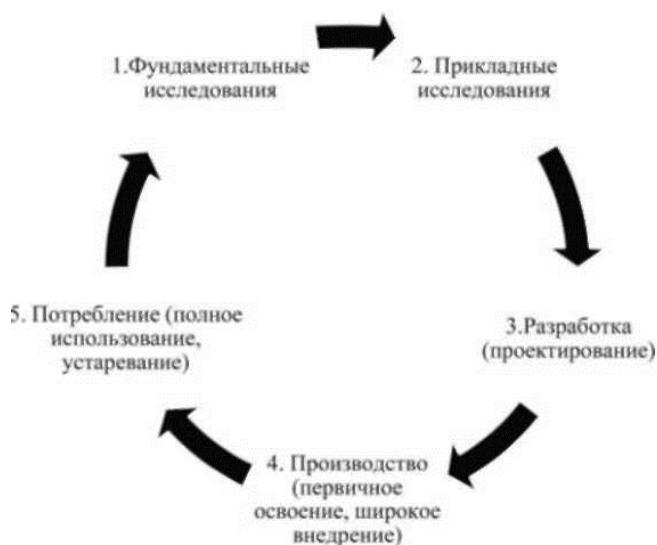 1.Фундаментальные
исследования
2. Прикладные
исследования
3.Разработка
(проектирование)
4. Производство
(первичное
освоение, широкое
внедрение)
5. Потребление (полное
использование,
устаревание)